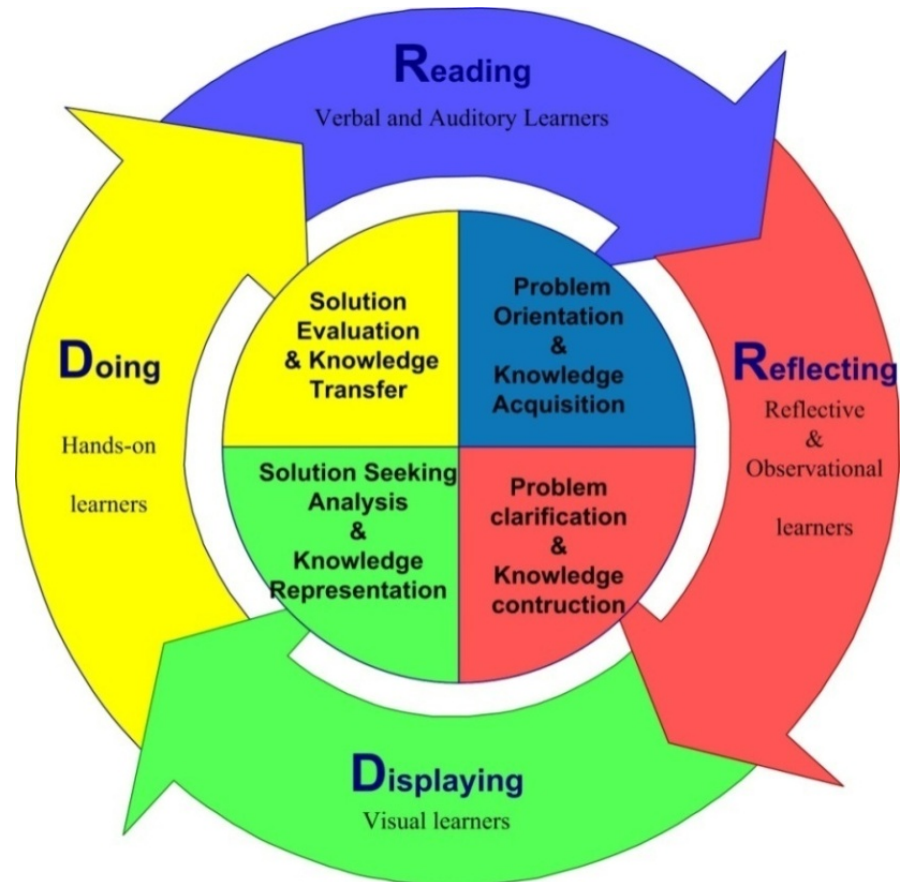 Reading
Verbal and Auditory Learners
Reflecting
Reflective
&
Observational
learners
Displaying
Visual learners
Doing
Hands-on
learners
Problem
Orientation
&
Knowledge
Acquisition
Problem
clarification
&
Knowledge
contruction
Solution Seeking
Analysis
&
Knowledge
Representation
Solution
Evaluation
& Knowledge
Transfer